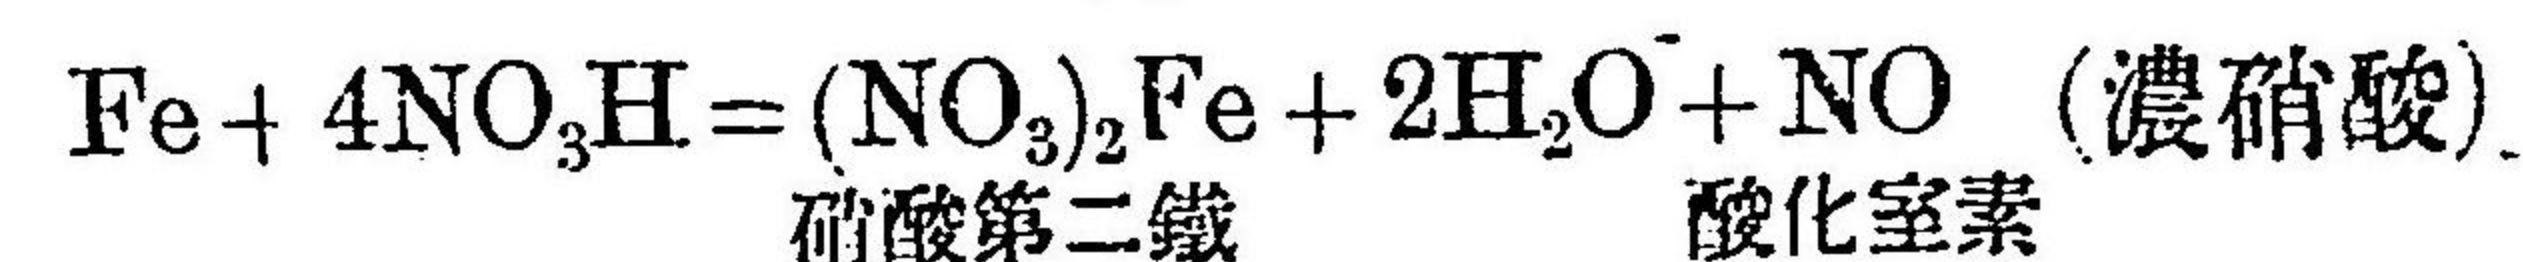 Fe + 4NO₃H = (NO₃)₂Fe + 2H₂O + NO (濃硝酸).
硝酸第二鐵 酸化窒素